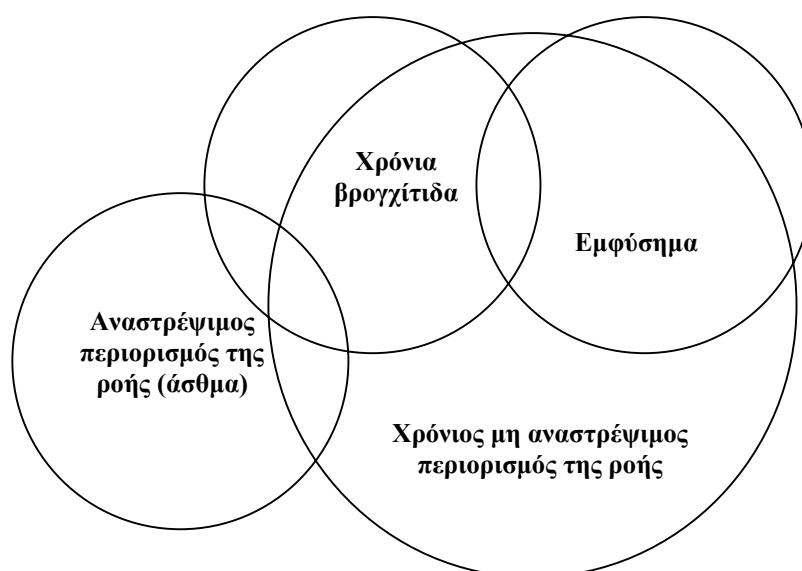 Χρόνια
βρογχίτιδα
Εμφύσημα
Αναστρέψιμος
περιορισμός της
ροής (άσθμα)
Χρόνιος μη αναστρέψιμος
περιορισμός της ροής